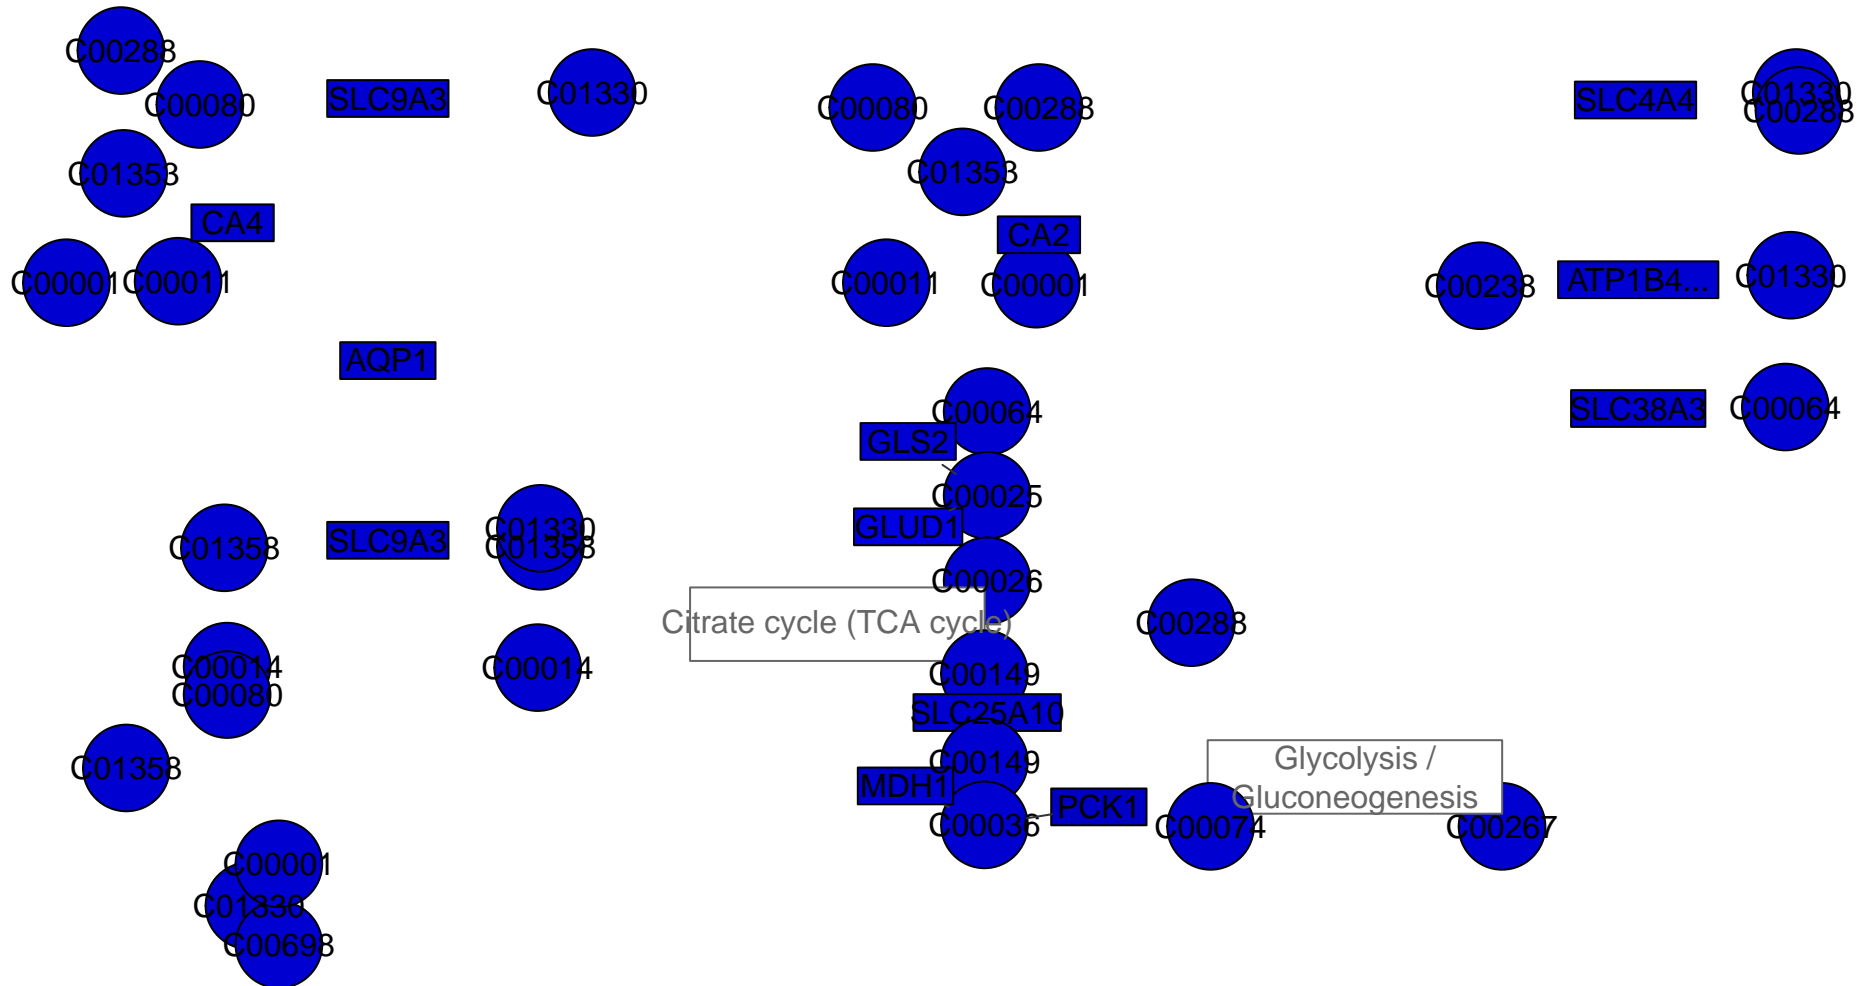 C00288
C00080
SLC9A3
C01330
C00080
C00288
SLC4A4
C01330
C00288
C01353
C01353
CA4
CA2
C00001
C00011
C00011
C00001
C00238
ATP1B4...
C01330
AQP1
C00064
SLC38A3
C00064
GLS2
C00025
GLUD1
C01358
SLC9A3
C01330
C01358
C00026
Citrate cycle (TCA cycle)
C00288
C00014
C00080
C00014
C00149
SLC25A10
C01358
C00149
MDH1
Glycolysis /
Gluconeogenesis
PCK1
C00036
C00074
C00267
C00001
C01330
C00698